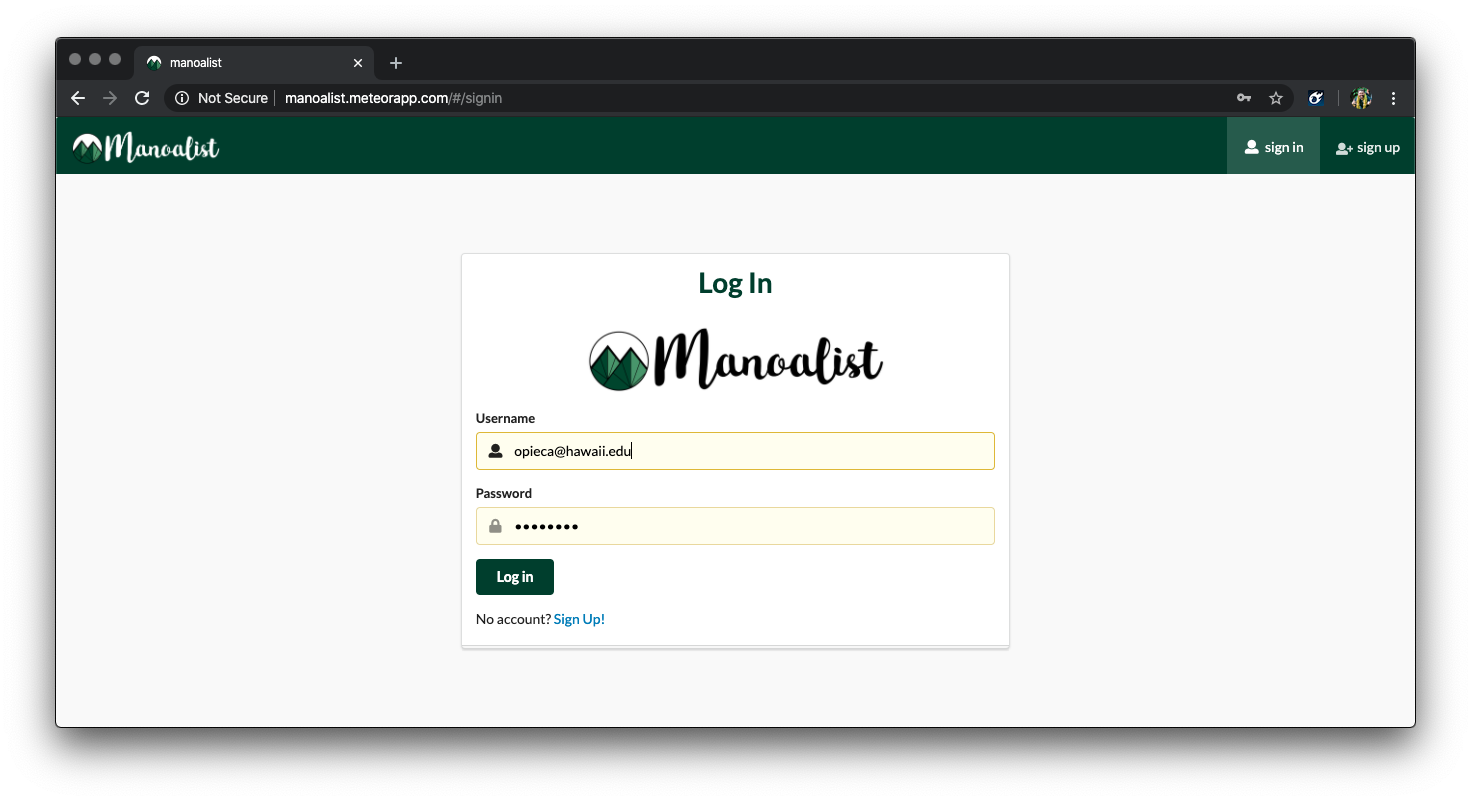 manoalist
Not Secure manoalist.meteorapp.com/#/signin
Manoalist
sign in
sign up
Log In
Manoalist
Username
opieca@hawaii.edu
Password
••••••••
Log in
No account? Sign Up!